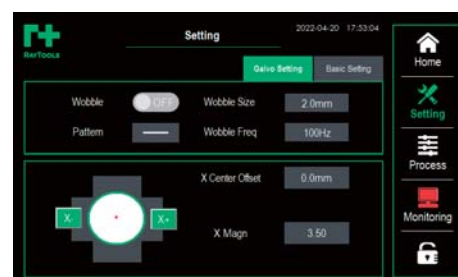 RAYTOOLS
Setting
2022-04-20 17:53:04
Galvo Setting
Basic Setting
Wobble
OFF
Wobble Size
2.0mm
Pattern
Wobble Freq
100Hz
X Center Offset
0.0mm
X-
X+
X Magn
3.50
Home
Setting
Process
Monitoring